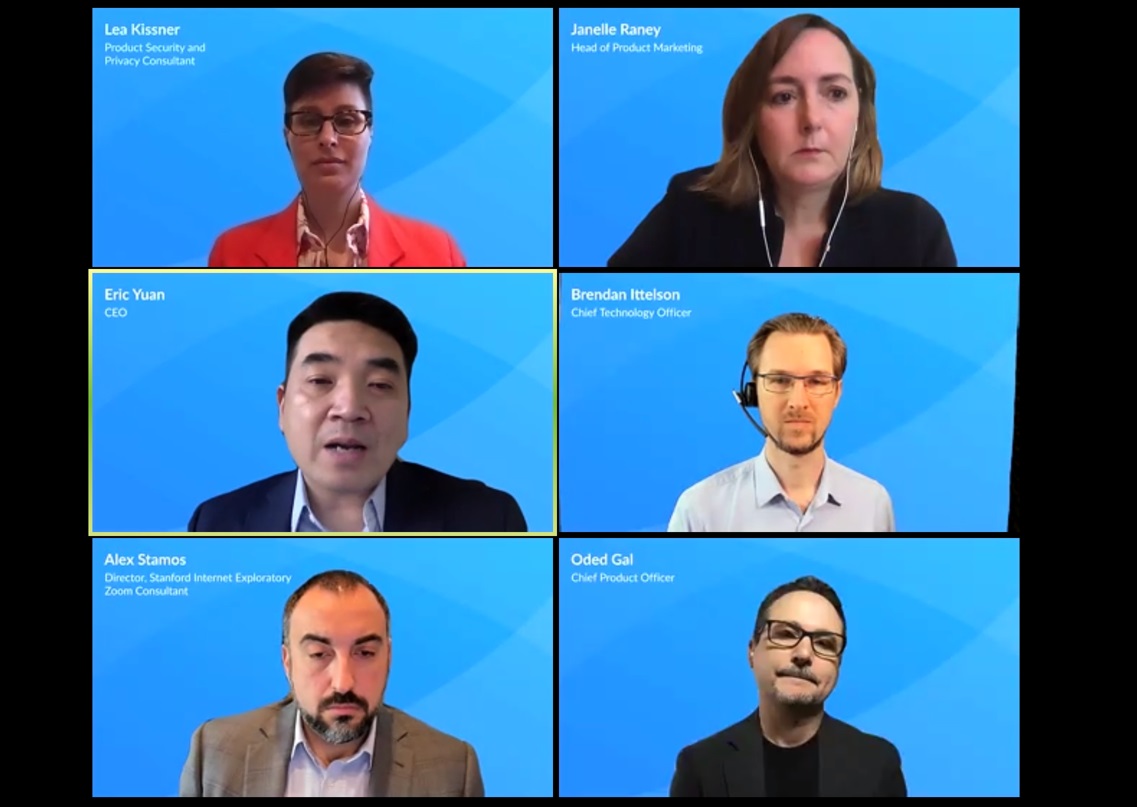 Lea Kissner
Product Security and
Privacy Consultant
Janelle Raney
Head of Product Marketing
Eric Yuan
CEO
Brendan Ittelson
Chief Technology Officer
Alex Stamos
Director, Stanford Internet Exploratory
Zoom Consultant
Oded Gal
Chief Product Officer